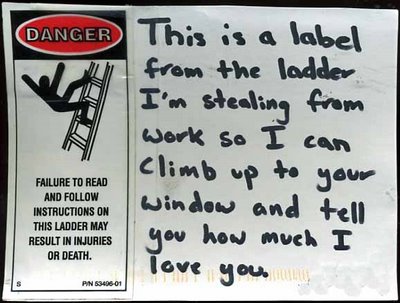 DANGER
FAILURE TO READ
AND FOLLOW
INSTRUCTIONS ON
THIS LADDER MAY
RESULT IN INJURIES
OR DEATH.
S P/N 53496-01
This is a label
from the ladder
I'm stealing from
work so I can
Climb up to your
window and tell
you how much I
love you.